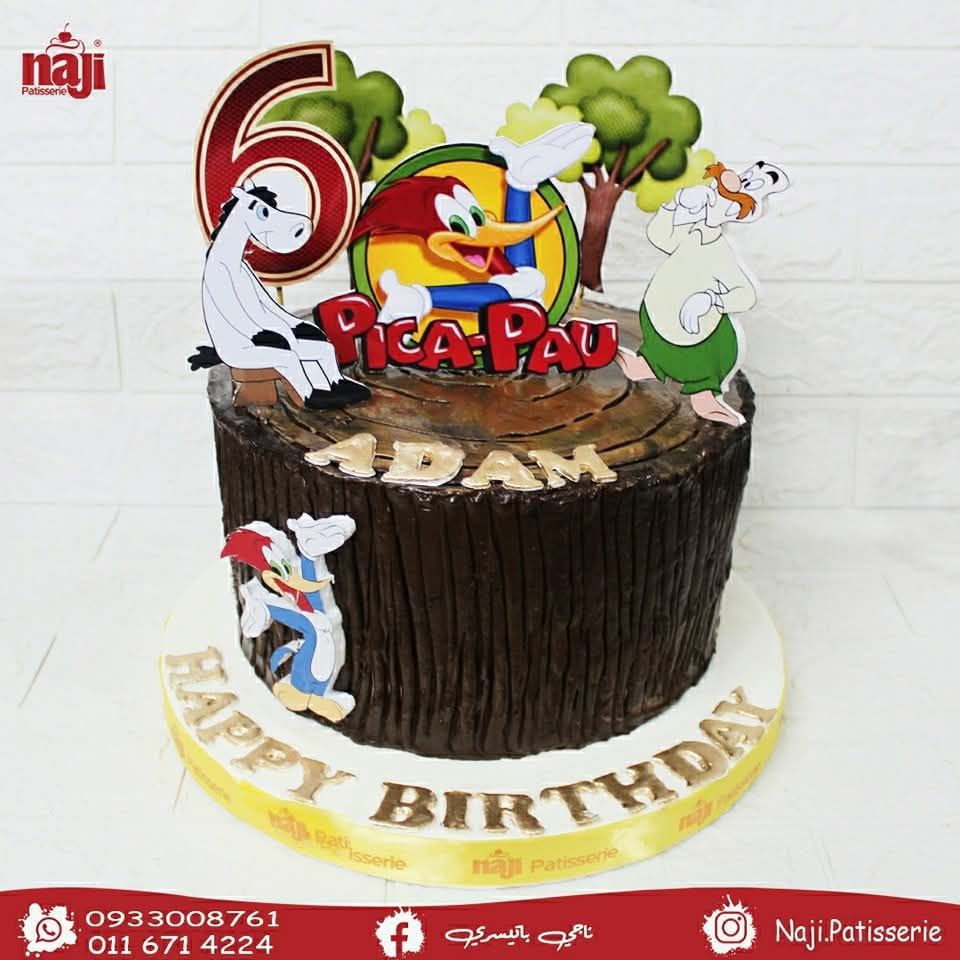 naji®
Patisserie
6
PICA-PAU
ADAM
HAPPY BIRTHDAY
Patisserie naji Patisserie naji Patisserie naji
0933008761
011 671 4224
ناجي باتيسري
Naji.Patisserie